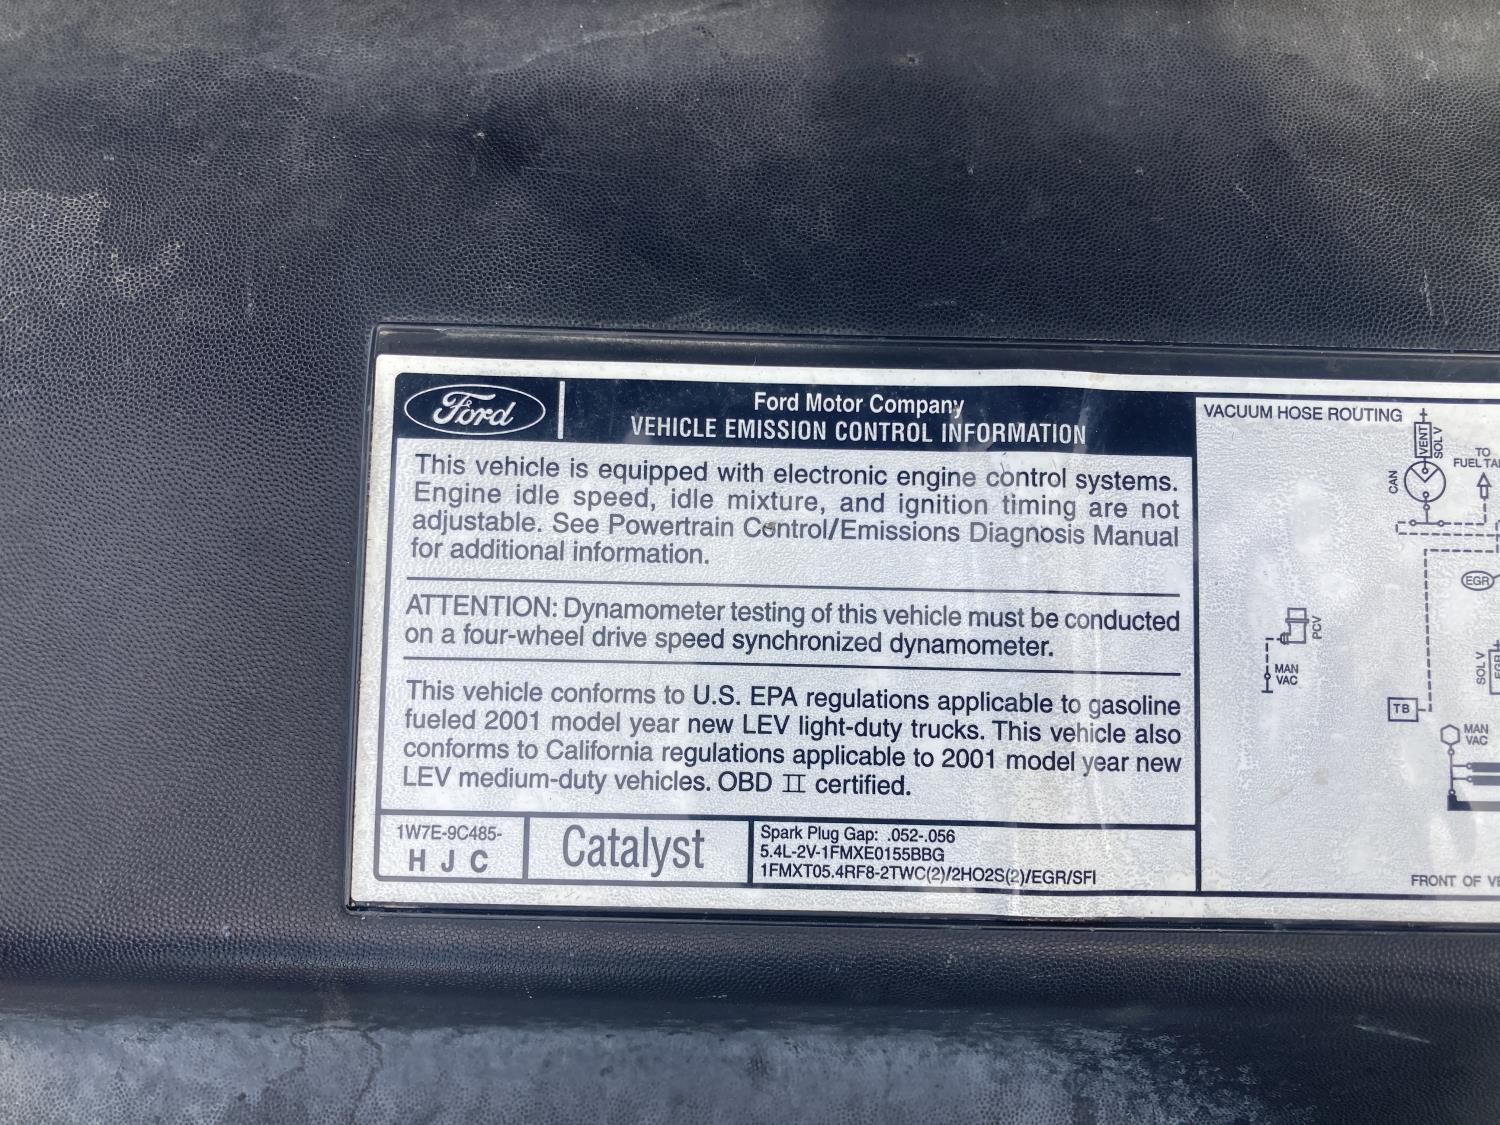 Ford
Ford Motor Company
VEHICLE EMISSION CONTROL INFORMATION
This vehicle is equipped with electronic engine control systems.
Engine idle speed, idle mixture, and ignition timing are not
adjustable. See Powertrain Control/Emissions Diagnosis Manual
for additional information.
ATTENTION: Dynamometer testing of this vehicle must be conducted
on a four-wheel drive speed synchronized dynamometer.
This vehicle conforms to U.S. EPA regulations applicable to gasoline
fueled 2001 model year new LEV light-duty trucks. This vehicle also
conforms to California regulations applicable to 2001 model year new
LEV medium-duty vehicles. OBD II certified.
1W7E-9C485-
H J C
Catalyst
Spark Plug Gap: .052-.056
5.4L-2V-1FMXE0155BBG
1FMXT05.4RF8-2TWC(2)/2HO2S(2)/EGR/SFI
VACUUM HOSE ROUTING
VENT
SOL V
CAN
TO
FUEL
EGR
PCV
MAN
VAC
SOL V
EGR
TB
MAN
VAC
FRONT OF